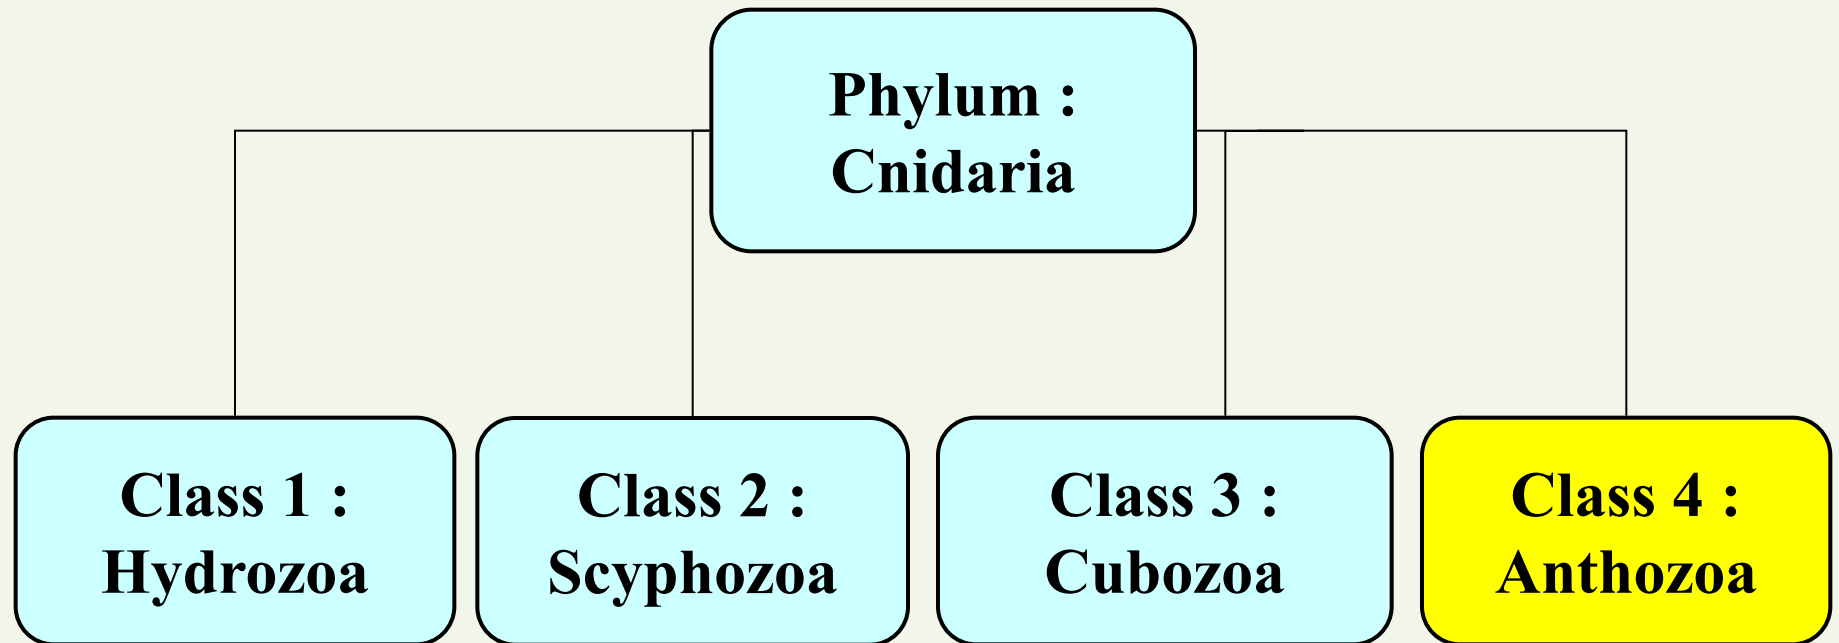 Phylum :
Cnidaria
Class 1 :
Hydrozoa
Class 2 :
Scyphozoa
Class 3 :
Cubozoa
Class 4 :
Anthozoa